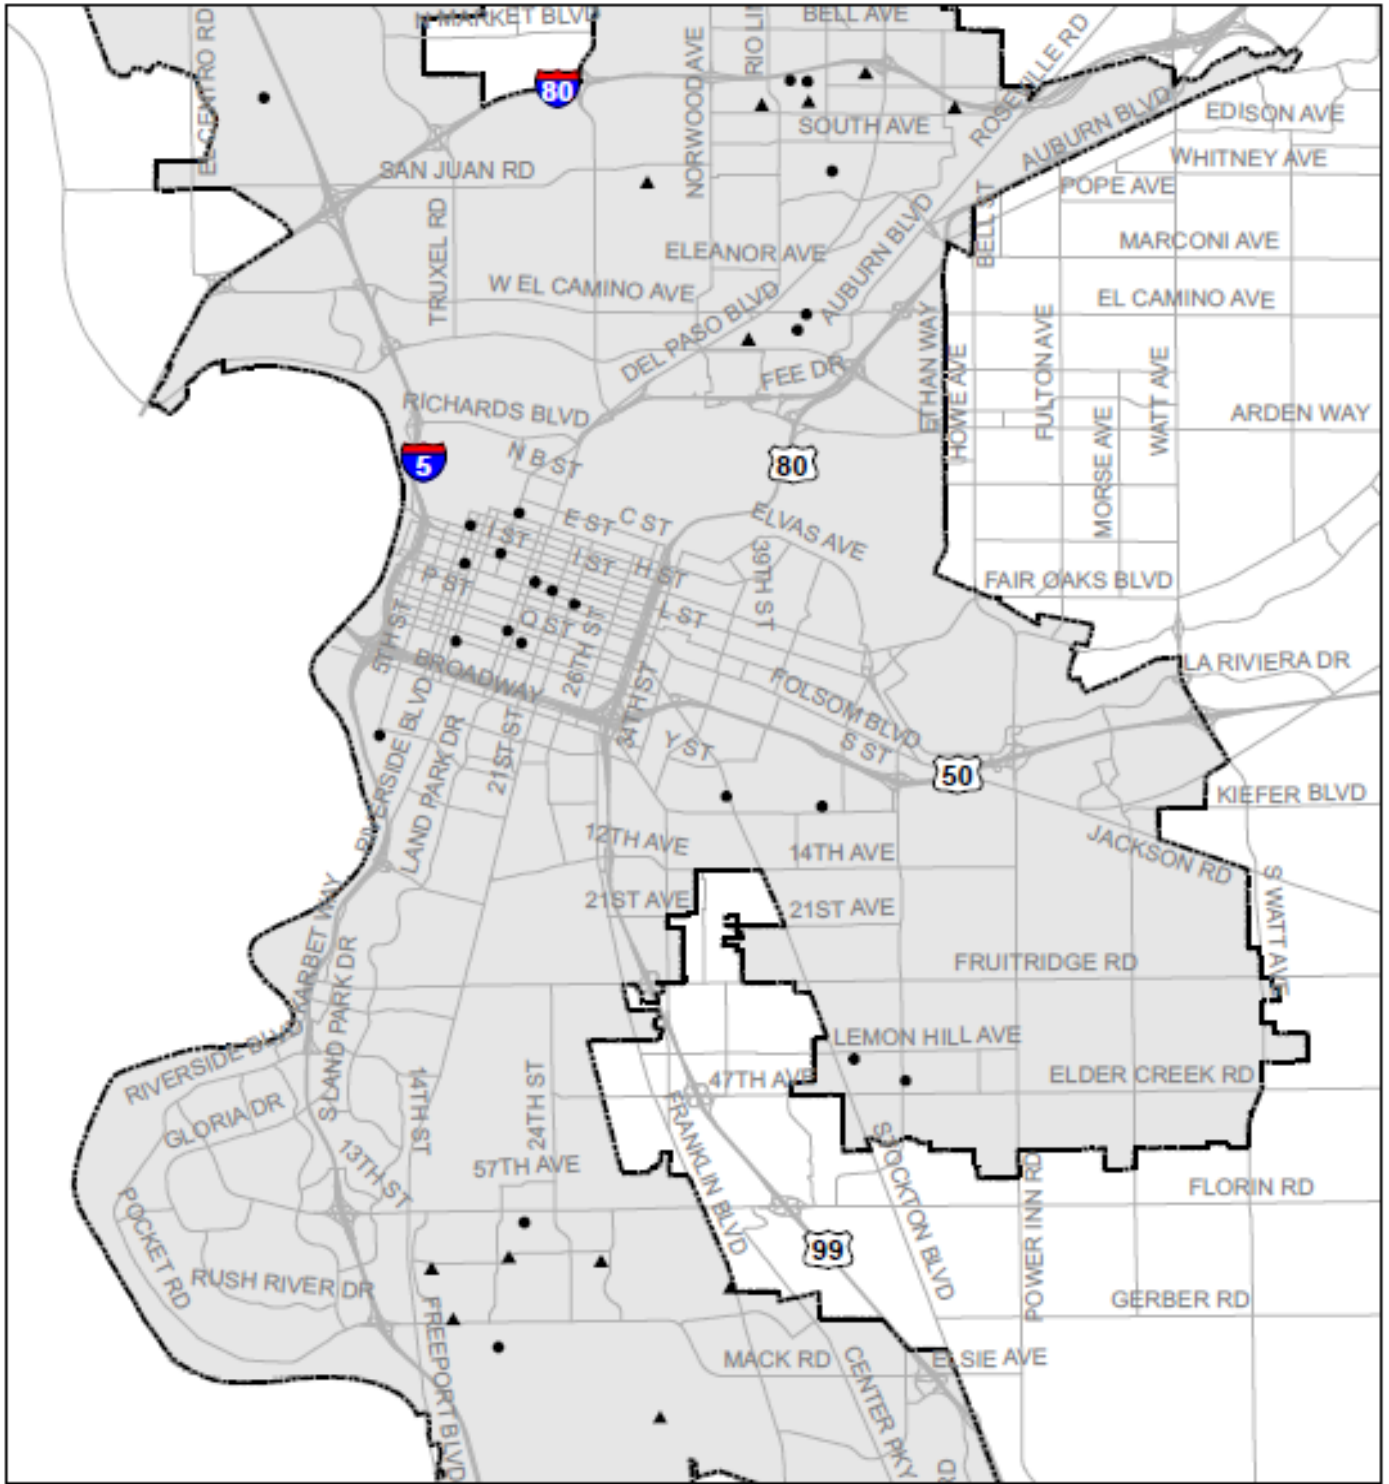 N MARKET BLVD
BELL AVE
EL CENTRO RD
RIO LI
NORWOOD AVE
ROSEVILLE RD
80
SOUTH AVE
AUBURN BLVD
EDISON AVE
WHITNEY AVE
SAN JUAN RD
POPE AVE
TRUXEL RD
BELL ST
MARCONI AVE
ELEANOR AVE
AUBURN BLVD
W EL CAMINO AVE
EL CAMINO AVE
DEL PASO BLVD
ETHAN WAY
HOWE AVE
FULTON AVE
WATT AVE
FEE DR
RICHARDS BLVD
MORSE AVE
ARDEN WAY
5
N B ST
80
E ST
C ST
ELVAS AVE
I ST
I ST
H ST
39TH ST
P ST
FAIR OAKS BLVD
L ST
Q ST
5TH ST
26TH ST
BROADWAY
34TH ST
LA RIVIERA DR
FOLSOM BLVD
RIVERSIDE BLVD
LAND PARK DR
21ST ST
Y ST
S ST
50
KIEFER BLVD
12TH AVE
14TH AVE
JACKSON RD
21ST AVE
21ST AVE
S WATT AVE
KARBET WAY
S LAND PARK DR
FRUITRIDGE RD
RIVERSIDE BLVD
LEMON HILL AVE
47TH AVE
ELDER CREEK RD
GLORIA DR
14TH ST
24TH ST
FRANKLIN BLVD
STOCKTON BLVD
13TH ST
57TH AVE
POWER INN RD
FLORIN RD
POCKET RD
99
RUSH RIVER DR
GERBER RD
FREEPORT BLVD
MACK RD
CENTER PKY
ELSIE AVE
RD